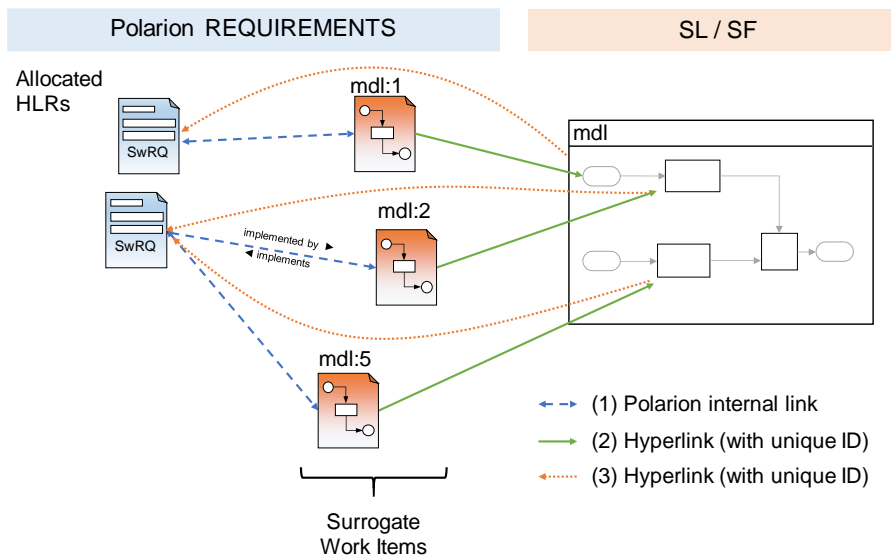 Polarion REQUIREMENTS
SL / SF
Allocated
HLRs
mdl:1
SwRQ
mdl
mdl:2
SwRQ
implemented by
implements
mdl:5
(1) Polarion internal link
(2) Hyperlink (with unique ID)
(3) Hyperlink (with unique ID)
Surrogate
Work Items